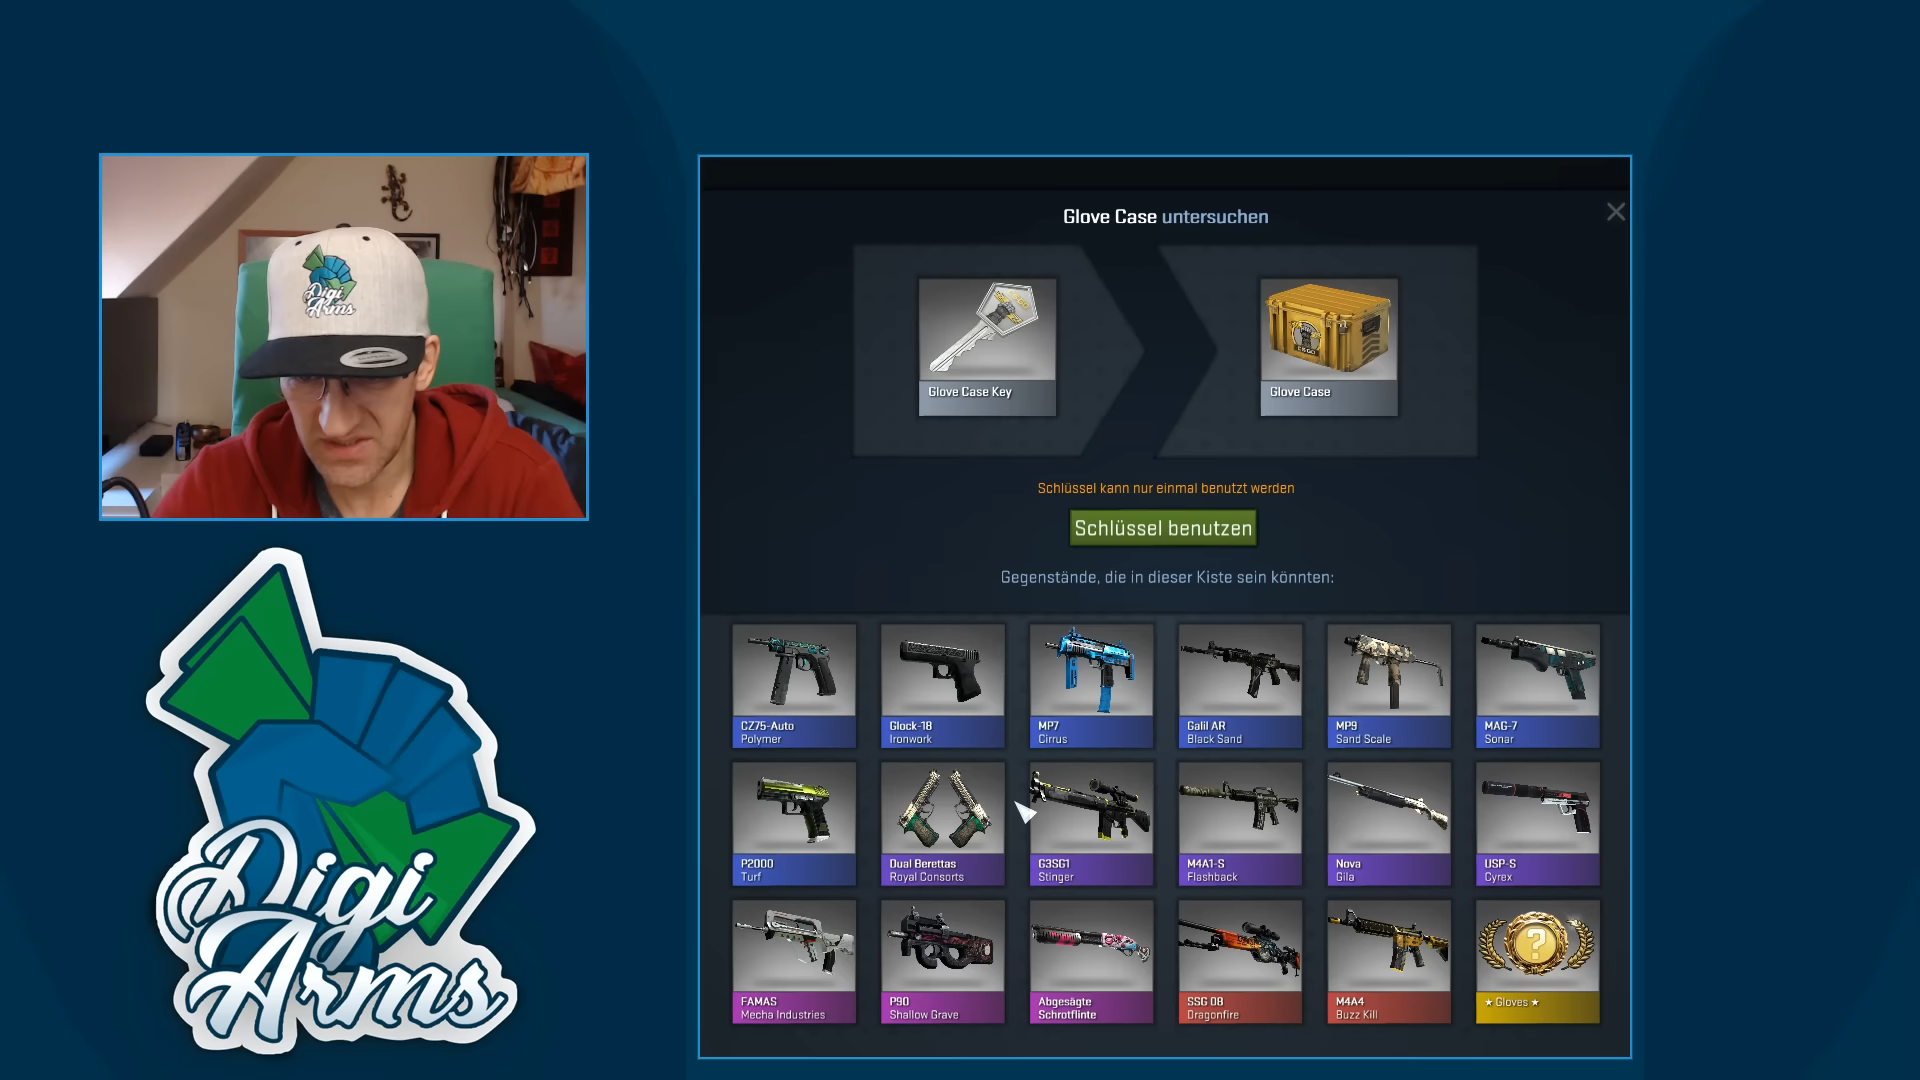 Glove Case untersuchen
Glove Case Key
Glove Case
Schlüssel kann nur einmal benutzt werden
Schlüssel benutzen
Gegenstände, die in dieser Kiste sein könnten:
CZ75-Auto
Polymer
Glock-18
Ironwork
MP7
Cirrus
Galil AR
Black Sand
MP9
Sand Scale
MAG-7
Sonar
P2000
Turf
Dual Berettas
Royal Consorts
G3SG1
Stinger
M4A1-S
Flashback
Nova
Gila
USP-S
Cyrex
FAMAS
Mecha Industries
P90
Shallow Grave
Abgesägte
Schrotflinte
SSG 08
Dragonfire
M4A4
Buzz Kill
★ Gloves ★
Digi
Arms
Digi
Arms